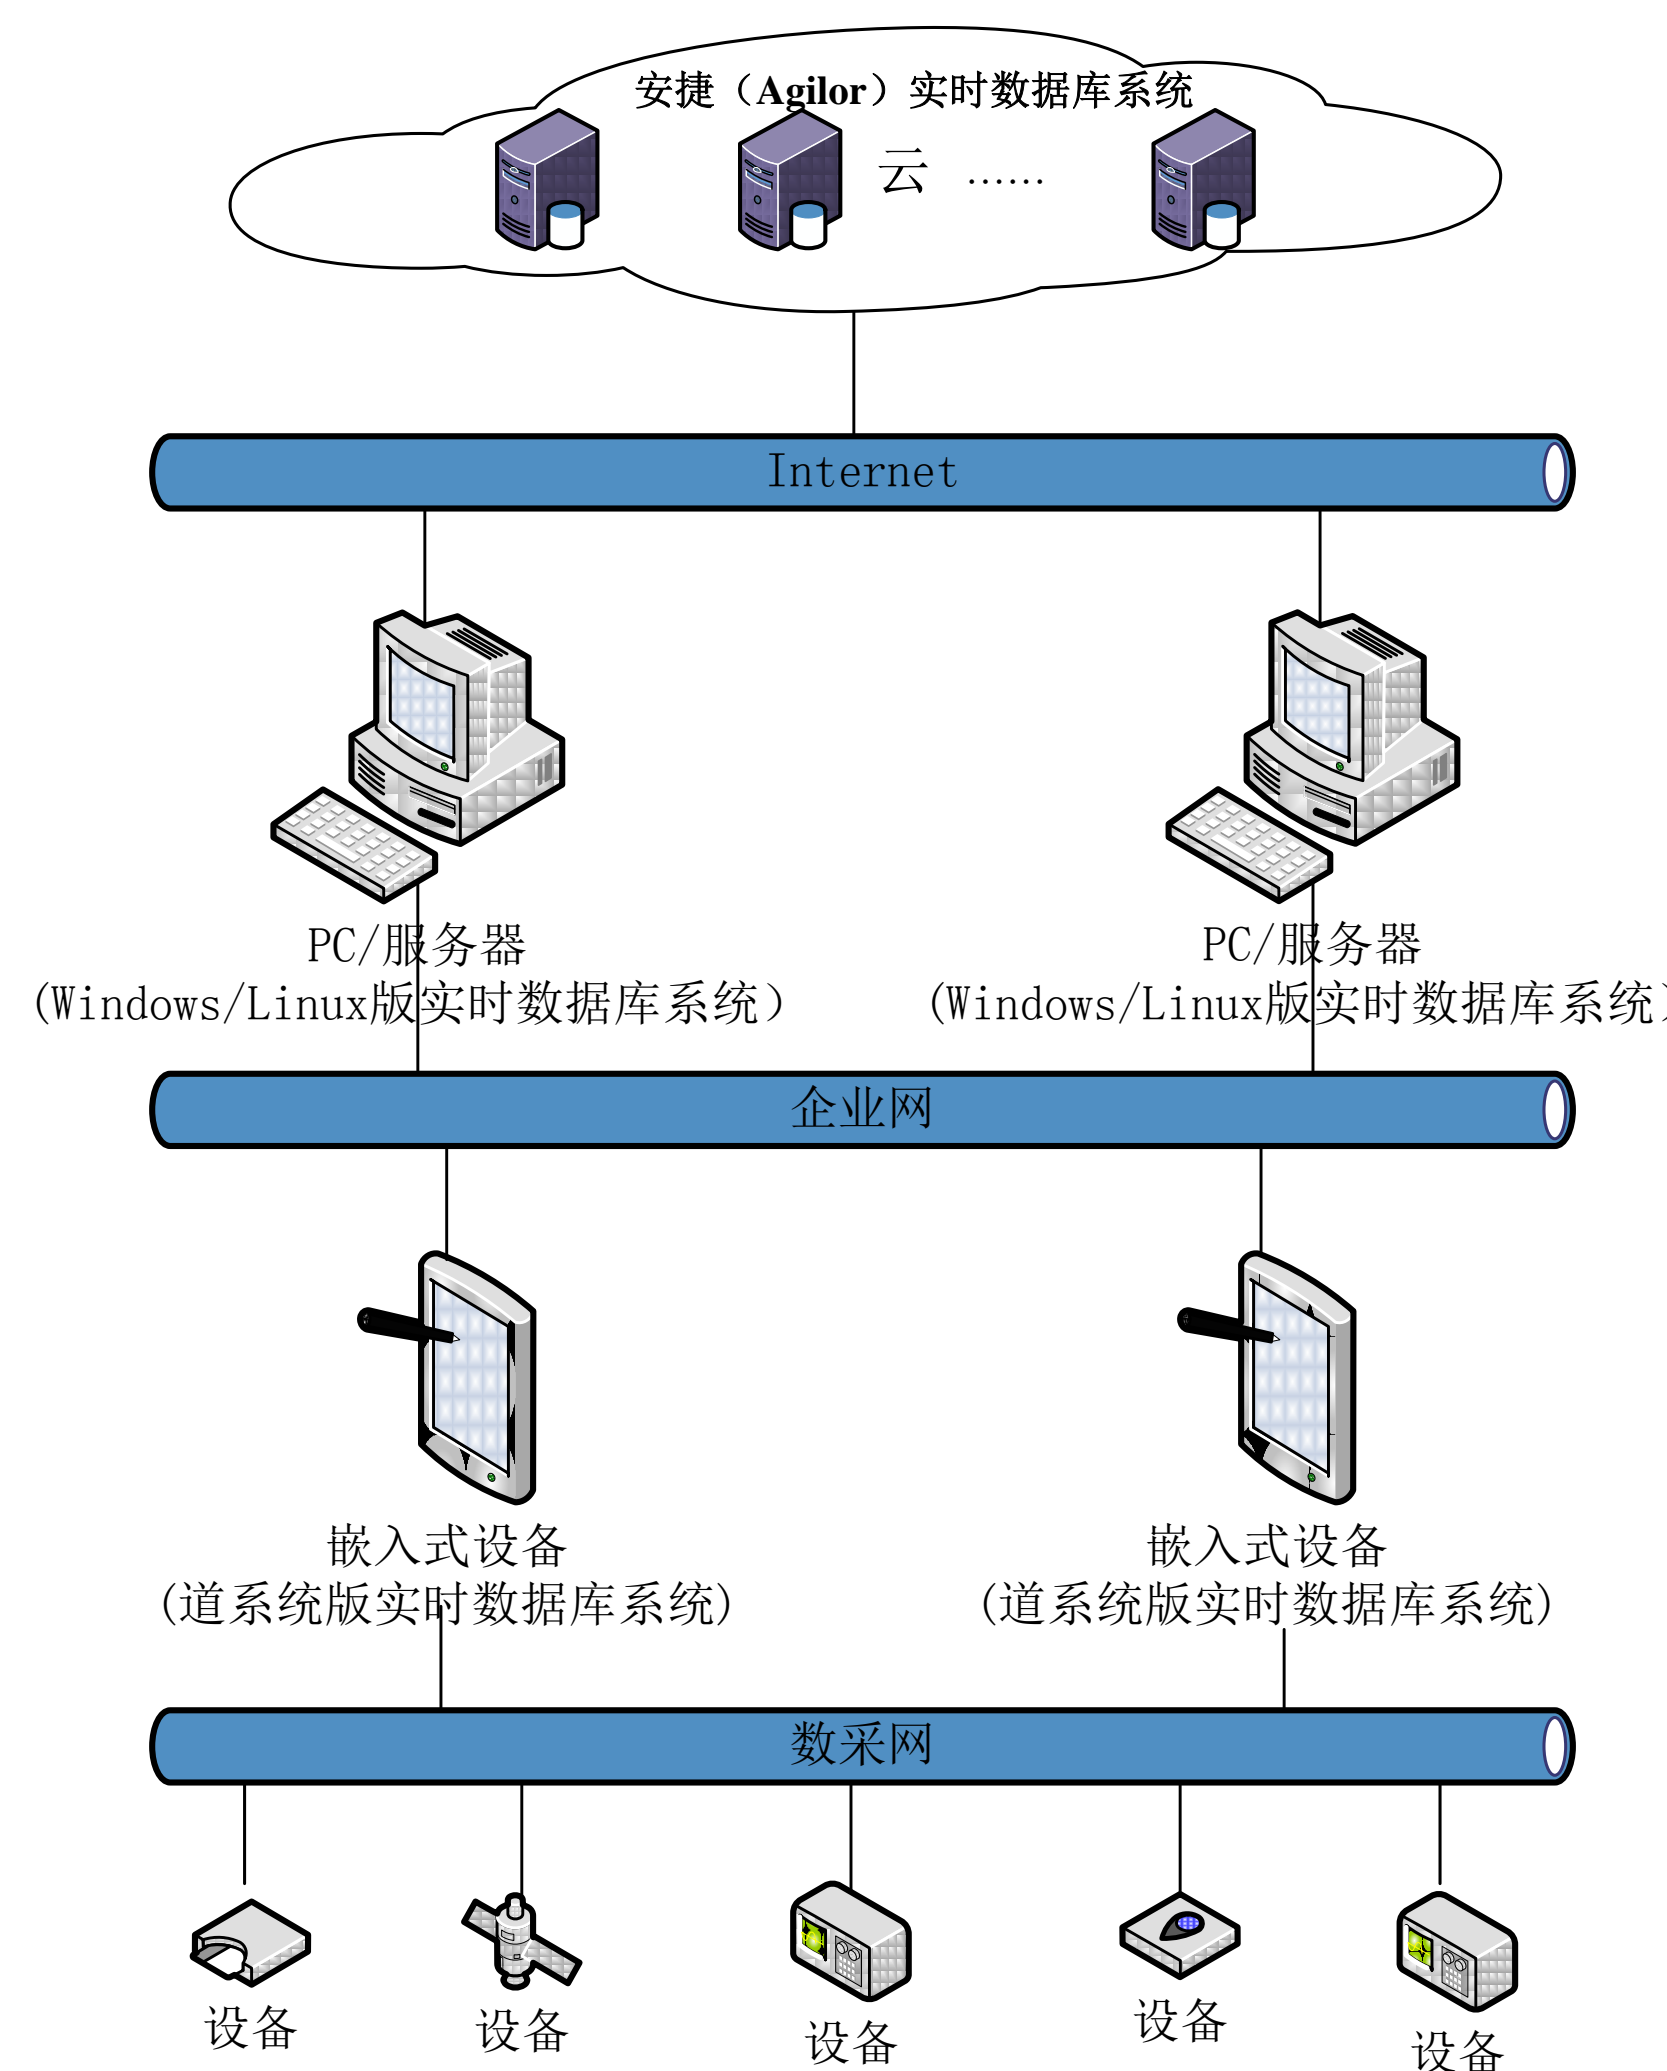 安捷（Agilor）实时数据库系统
云 ......
Internet
PC/服务器
(Windows/Linux版实时数据库系统）
PC/服务器
(Windows/Linux版实时数据库系统）
企业网
嵌入式设备
(道系统版实时数据库系统)
嵌入式设备
(道系统版实时数据库系统)
数采网
设备
设备
设备
设备
设备